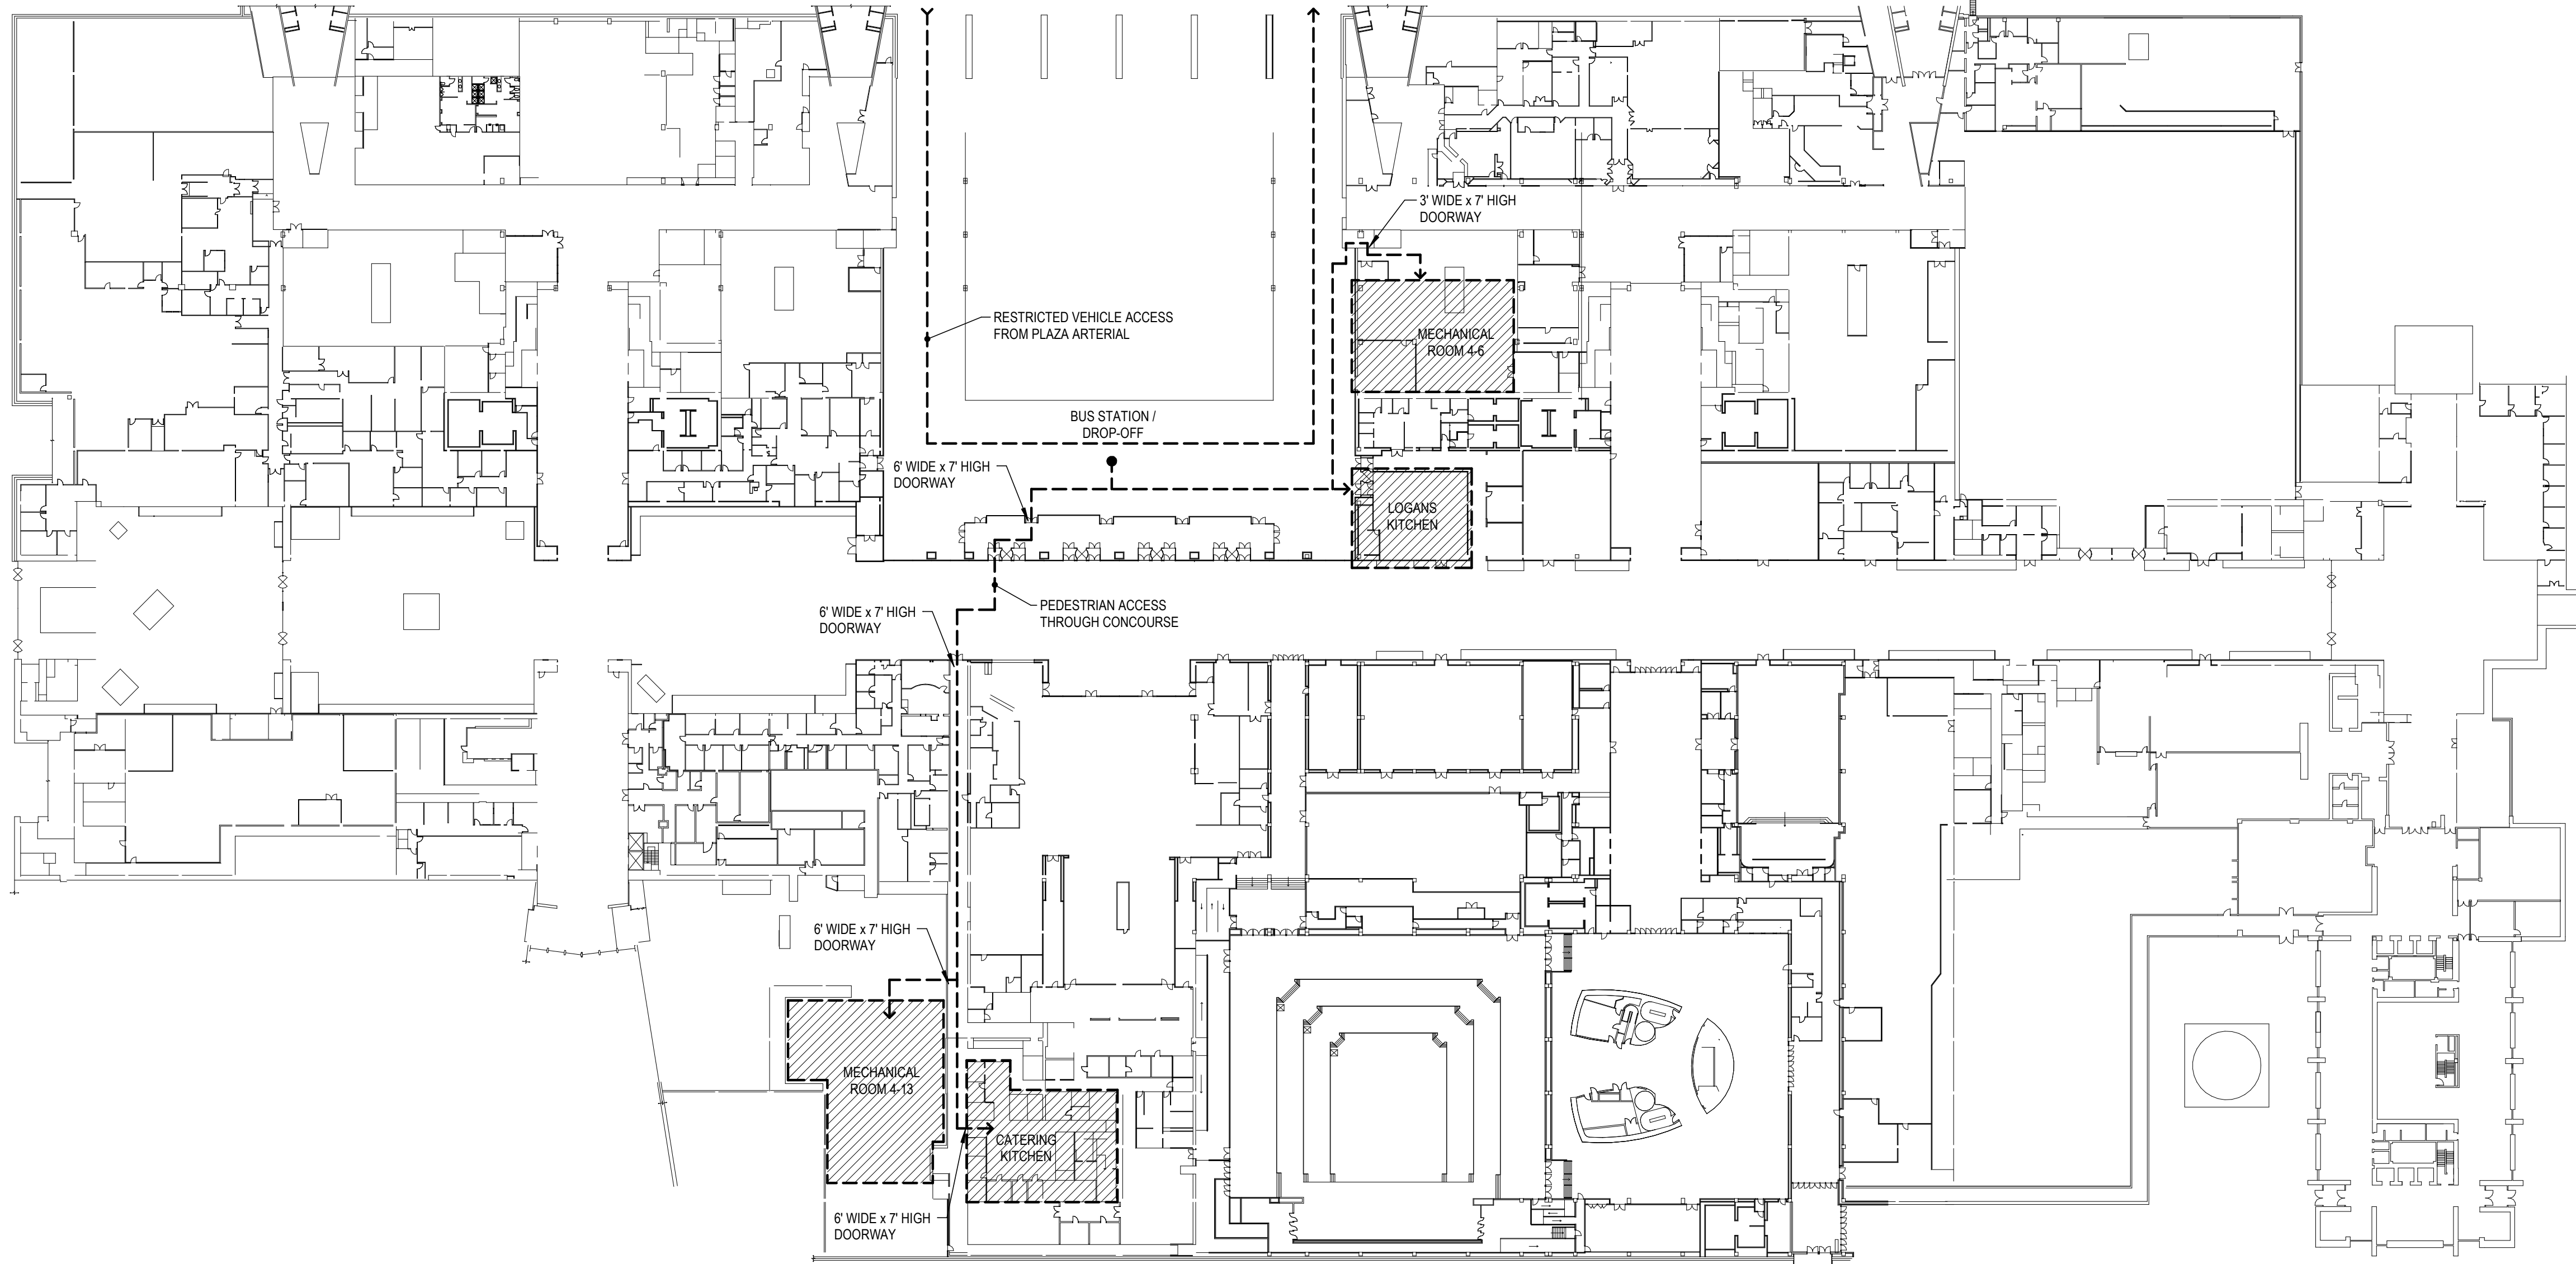 3' WIDE x 7' HIGH
DOORWAY
RESTRICTED VEHICLE ACCESS
FROM PLAZA ARTERIAL
MECHANICAL
ROOM 4-6
BUS STATION /
DROP-OFF
6' WIDE x 7' HIGH
DOORWAY
LOGANS
KITCHEN
6' WIDE x 7' HIGH
DOORWAY
PEDESTRIAN ACCESS
THROUGH CONCOURSE
6' WIDE x 7' HIGH
DOORWAY
MECHANICAL
ROOM 4-13
CATERING
KITCHEN
6' WIDE x 7' HIGH
DOORWAY